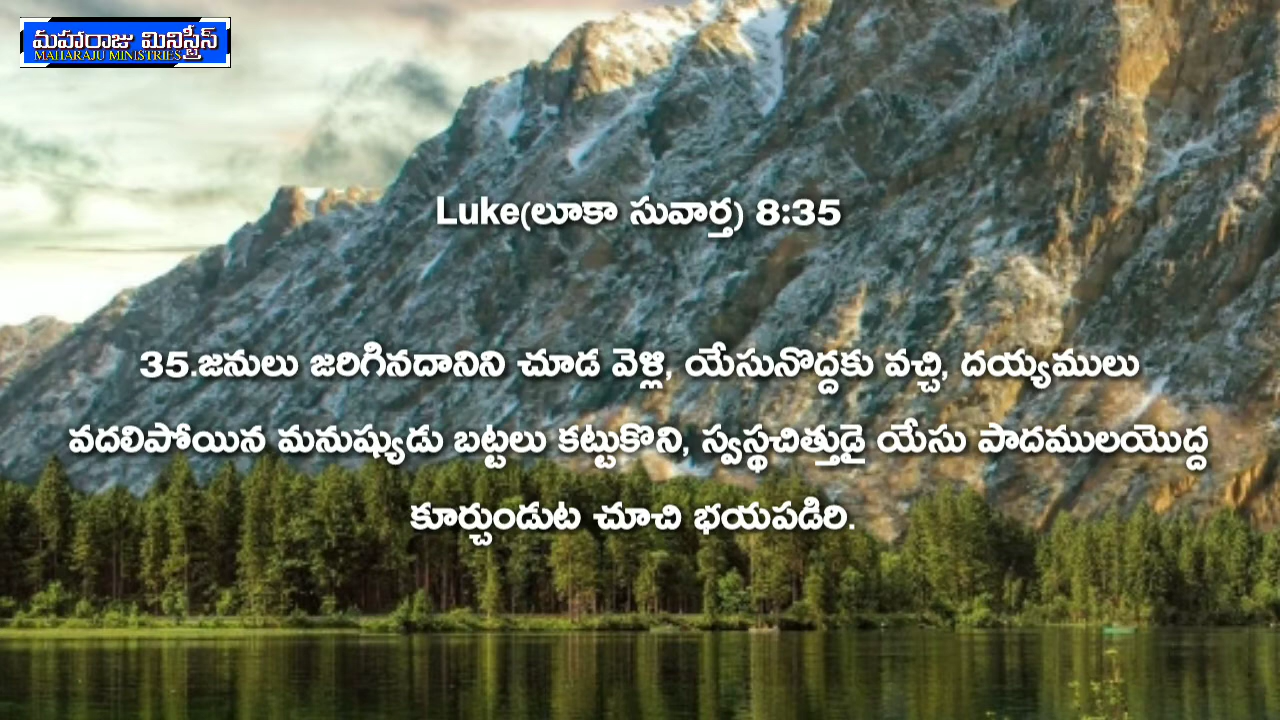 మహారాజు మినిస్ట్రీస్
MAHARAJU MINISTRIES
Luke(లూకా సువార్త) 8:35
35.జనులు జరిగినదానిని చూడ వెళ్లి, యేసునొద్దకు వచ్చి, దయ్యములు
వదలిపోయిన మనుష్యుడు బట్టలు కట్టుకొని, స్వస్థచిత్తుడై యేసు పాదములయొద్ద
కూర్చుండుట చూచి భయపడిరి.